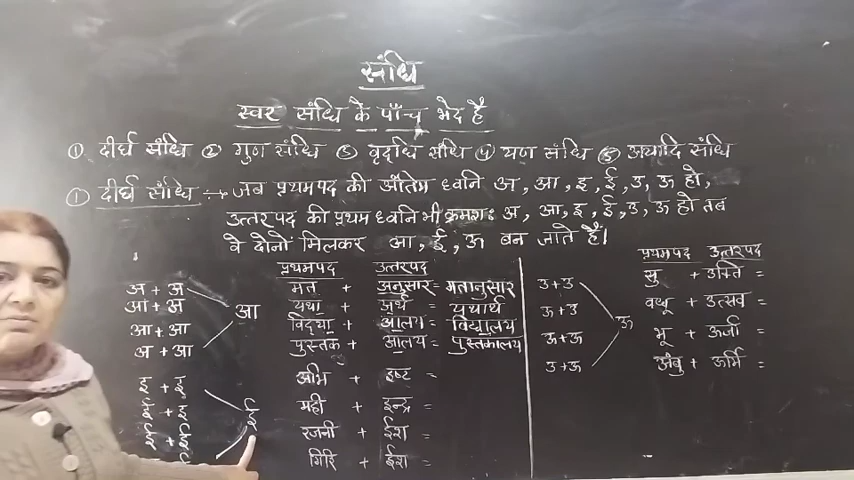 संधि
स्वर संधि के पाँच भेद है
① दीर्घ संधि ② गुण संधि ③ वृद्धि संधि ④ यण संधि ⑤ अयादि संधि
① दीर्घ संधि :→ जब प्रथमपद की अंतिम ध्वनि अ, आ, इ, ई, उ, ऊ हो,
उत्तरपद की प्रथम ध्वनि भी क्रमशः अ, आ, इ, ई, उ, ऊ हो तब
वे दोनो मिलकर आ, ई, ऊ बन जाते हैं।
अ + अ
आ + अ
आ + आ
अ + आ
आ
इ + इ
ई + इ
ई + ई
ई
प्रथमपद उत्तरपद
मत + अनुसार = मतानुसार
यथा + अर्थ = यथार्थ
विद्या + आलय = विद्यालय
पुस्तक + आलय = पुस्तकालय
अभि + इष्ट =
मही + इन्द्र =
रजनी + ईश =
गिरि + ईश =
उ + उ
ऊ + ऊ
ऊ
प्रथमपद उत्तरपद
सु + उक्ति =
वधू + उत्सव =
भू + ऊर्जा =
अंबु + ऊर्मि =